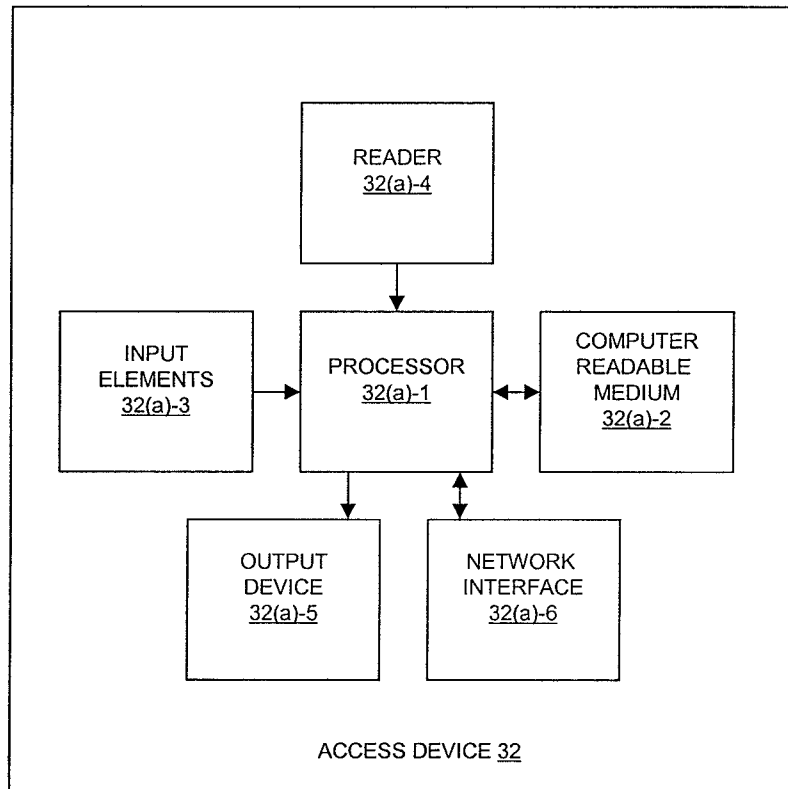 READER
32(a)-4
INPUT
ELEMENTS
32(a)-3
PROCESSOR
32(a)-1
COMPUTER
READABLE
MEDIUM
32(a)-2
OUTPUT
DEVICE
32(a)-5
NETWORK
INTERFACE
32(a)-6
ACCESS DEVICE 32